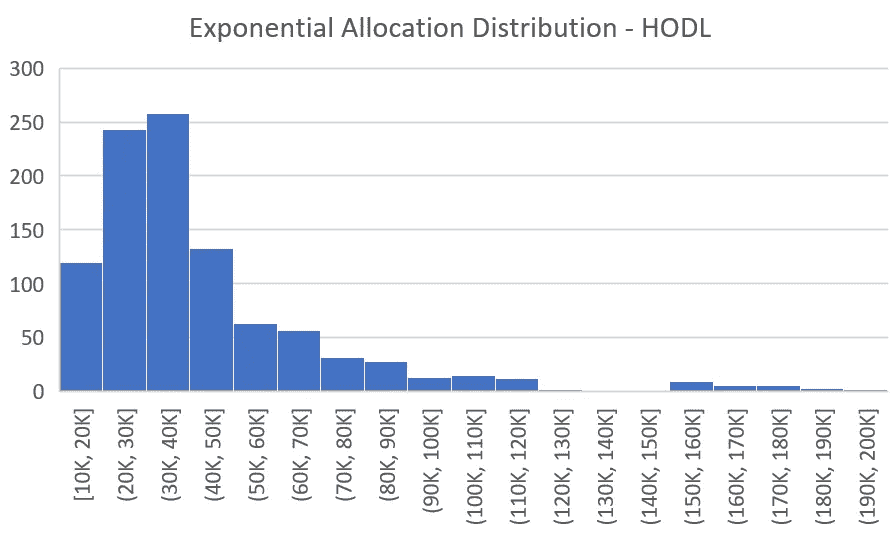 Exponential Allocation Distribution - HODL
300
250
200
150
100
50
0
[10K, 20K]
(20K, 30K]
(30K, 40K]
(40K, 50K]
(50K, 60K]
(60K, 70K]
(70K, 80K]
(80K, 90K]
(90K, 100K]
(100K, 110K]
(110K, 120K]
(120K, 130K]
(130K, 140K]
(140K, 150K]
(150K, 160K]
(160K, 170K]
(170K, 180K]
(180K, 190K]
(190K, 200K]